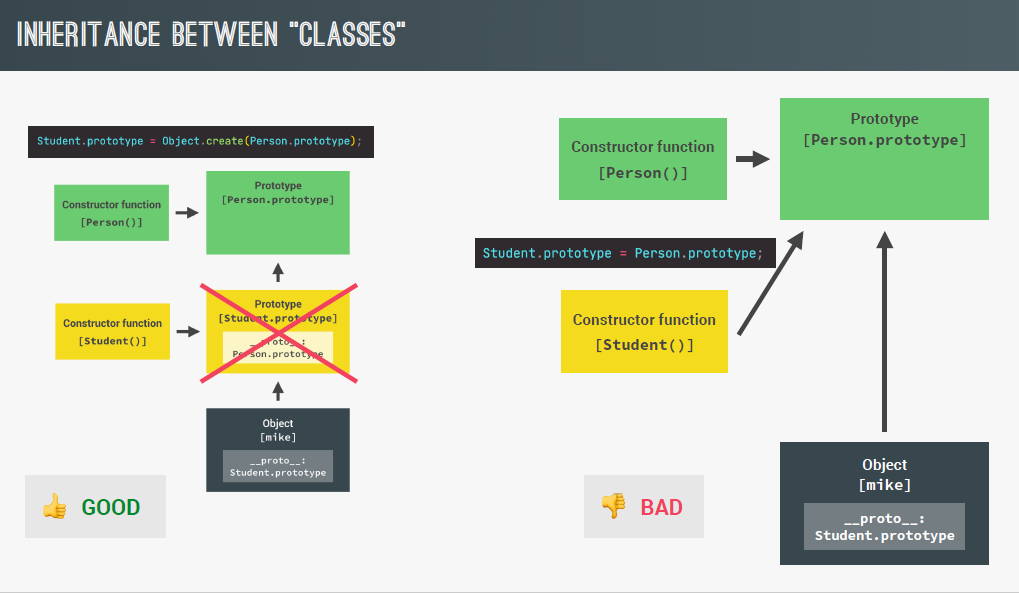 INHERITANCE BETWEEN "CLASSES"
Student.prototype = Object.create(Person.prototype);
Constructor function
[Person()]
Prototype
[Person.prototype]
Constructor function
[Student()]
Prototype
[Student.prototype]
__proto__:
Person.prototype
Object
[mike]
__proto__:
Student.prototype
👍 GOOD
Constructor function
[Person()]
Prototype
[Person.prototype]
Student.prototype = Person.prototype;
Constructor function
[Student()]
Object
[mike]
__proto__:
Student.prototype
👎 BAD